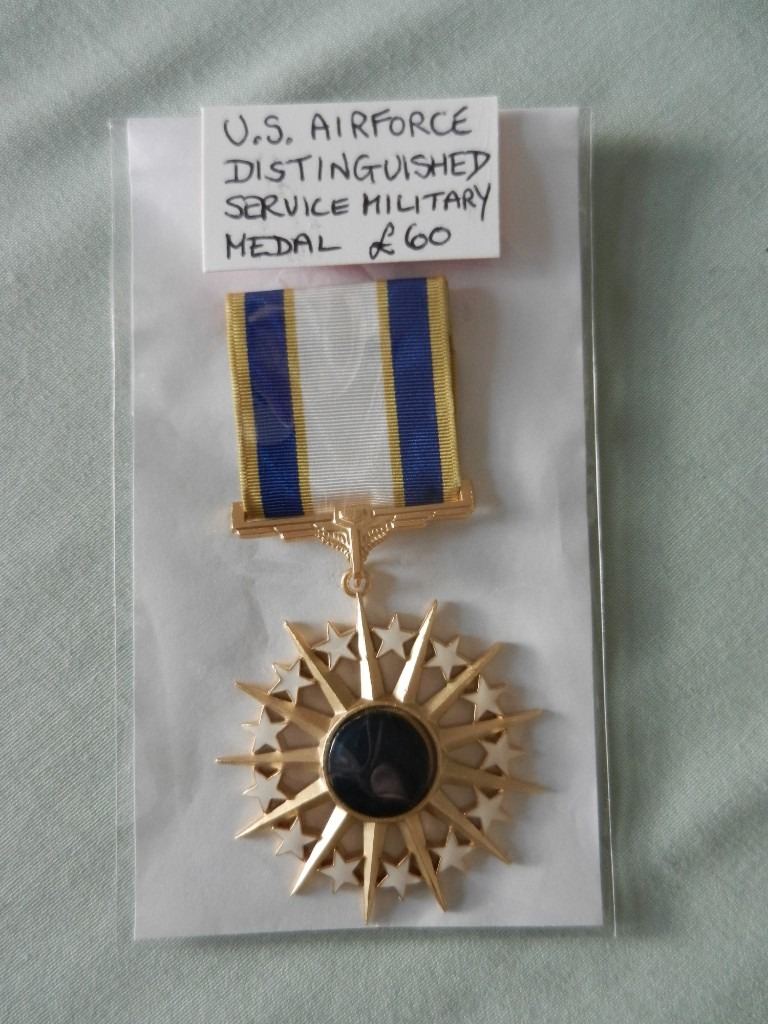 U.S. AIRFORCE
DISTINGUISHED
SERVICE MILITARY
MEDAL £60